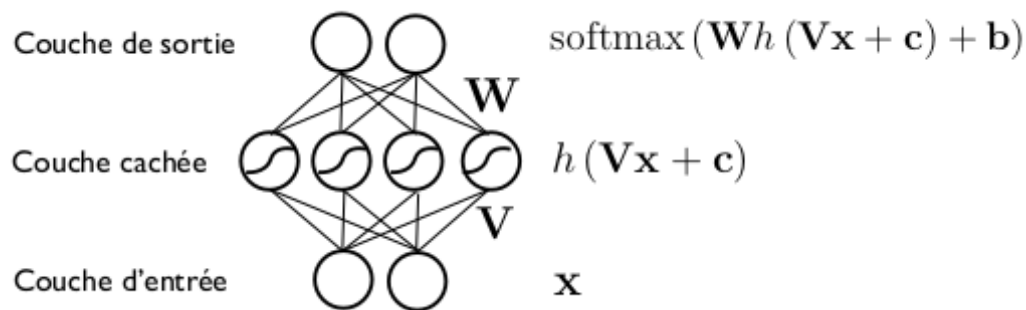 Couche de sortie softmax (Wh (Vx + c) + b)
W
Couche cachée h (Vx + c)
V
Couche d'entrée x